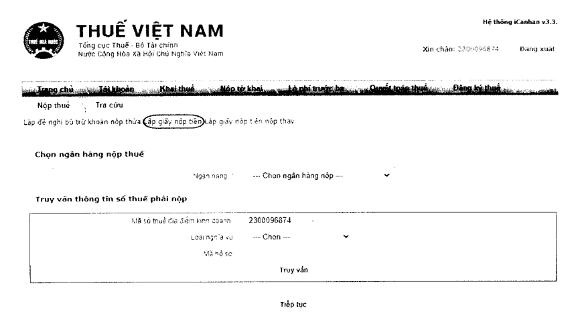 Hệ thống iCanhan v3.3.
THUẾ VIỆT NAM
Tổng cục Thuế - Bộ Tài chính
Nước Cộng Hòa Xã Hội Chủ Nghĩa Việt Nam
Xin chào: 2300096874 Đăng xuất
Trang chủ Tài khoản Khai thuế Nộp tờ khai Lệ phí trước bạ Quyết toán thuế Đăng ký thuế
Nộp thuế Tra cứu
Lập đề nghị bù trừ khoản nộp thừa Lập giấy nộp tiền Lập giấy nộp tiền nộp thay
Chọn ngân hàng nộp thuế
Ngân hàng --- Chọn ngân hàng nộp ---
Truy vấn thông tin số thuế phải nộp
Mã số thuế địa điểm kinh doanh 2300096874
Loại nghĩa vụ --- Chọn ---
Mã hồ sơ
Truy vấn
Tiếp tục